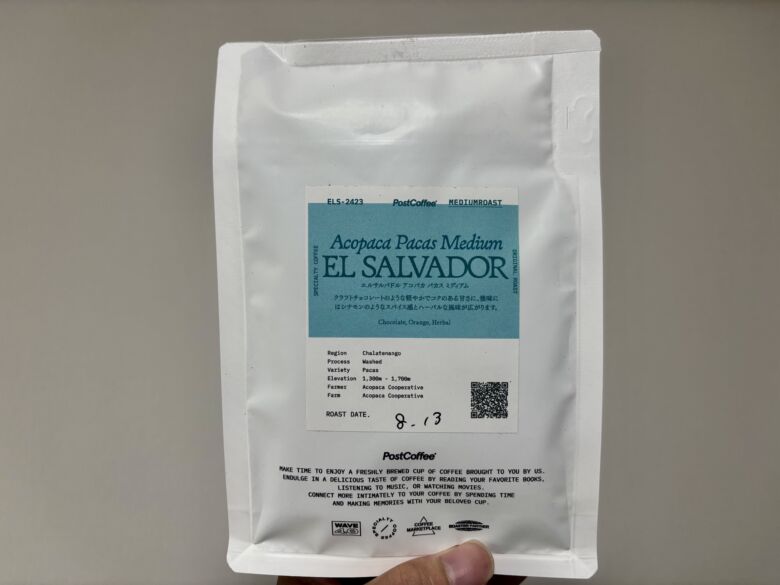 ELS-2423 PostCoffee MEDIUMROAST
Acopaca Pacas Medium
EL SALVADOR
エルサルバドル アコパカ パカス ミディアム
クラフトチョコレートのような軽やかでコクのある甘さに、後味に
はシナモンのようなスパイス感とハーバルな風味が広がります。
Chocolate, Orange, Herbal
SPECIALTY COFFEE
ORIGINAL ROAST
Region Chalatenango
Process Washed
Variety Pacas
Elevation 1,300m - 1,700m
Farmer Acopaca Cooperative
Farm Acopaca Cooperative
ROAST DATE. 8.13
PostCoffee
MAKE TIME TO ENJOY A FRESHLY BREWED CUP OF COFFEE BROUGHT TO YOU BY US.
ENDULGE IN A DELICIOUS TASTE OF COFFEE BY READING YOUR FAVORITE BOOKS,
LISTENING TO MUSIC, OR WATCHING MOVIES.
CONNECT MORE INTIMATELY TO YOUR COFFEE BY SPENDING TIME
AND MAKING MEMORIES WITH YOUR BELOVED CUP.
WAVE
SPECIALTY COFFEE
COFFEE
MARKETPLACE